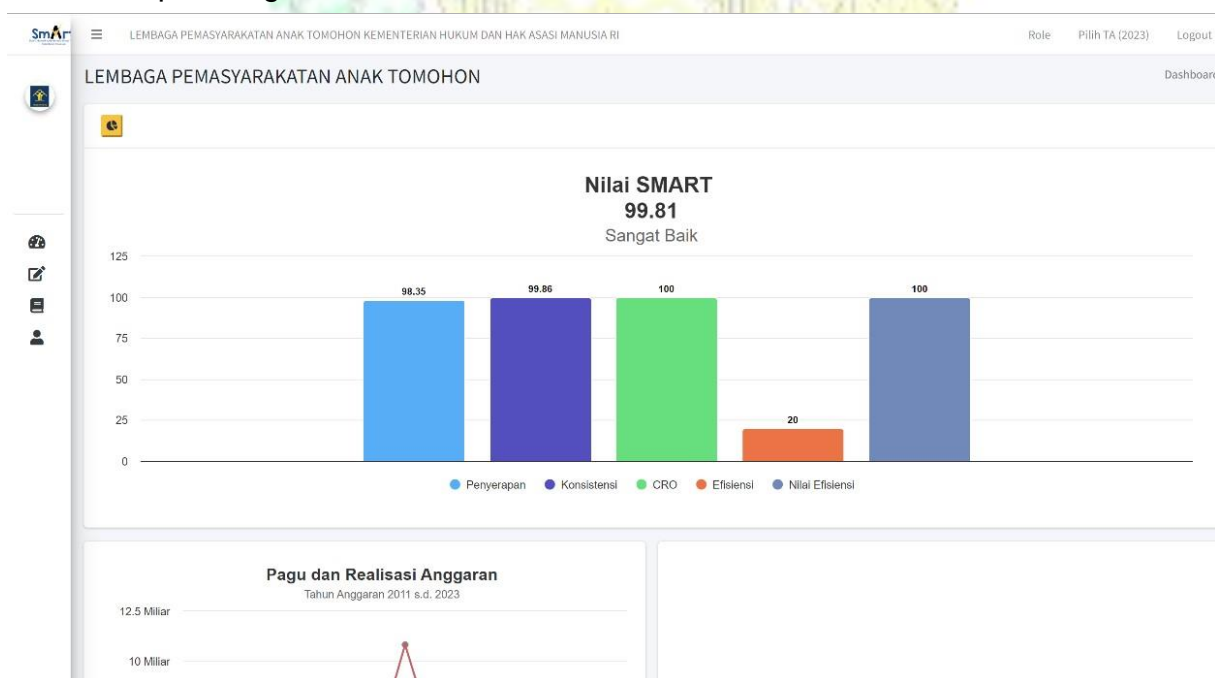 SmArt
LEMBAGA PEMASYARAKATAN ANAK TOMOHON KEMENTERIAN HUKUM DAN HAK ASASI MANUSIA RI
Role
Pilih TA (2023)
Logout
LEMBAGA PEMASYARAKATAN ANAK TOMOHON
Dashboard
Nilai SMART
99.81
Sangat Baik
125
100
75
50
25
0
98.35
99.86
100
20
100
Penyerapan
Konsistensi
CRO
Efisiensi
Nilai Efisiensi
Pagu dan Realisasi Anggaran
Tahun Anggaran 2011 s.d. 2023
12.5 Miliar
10 Miliar